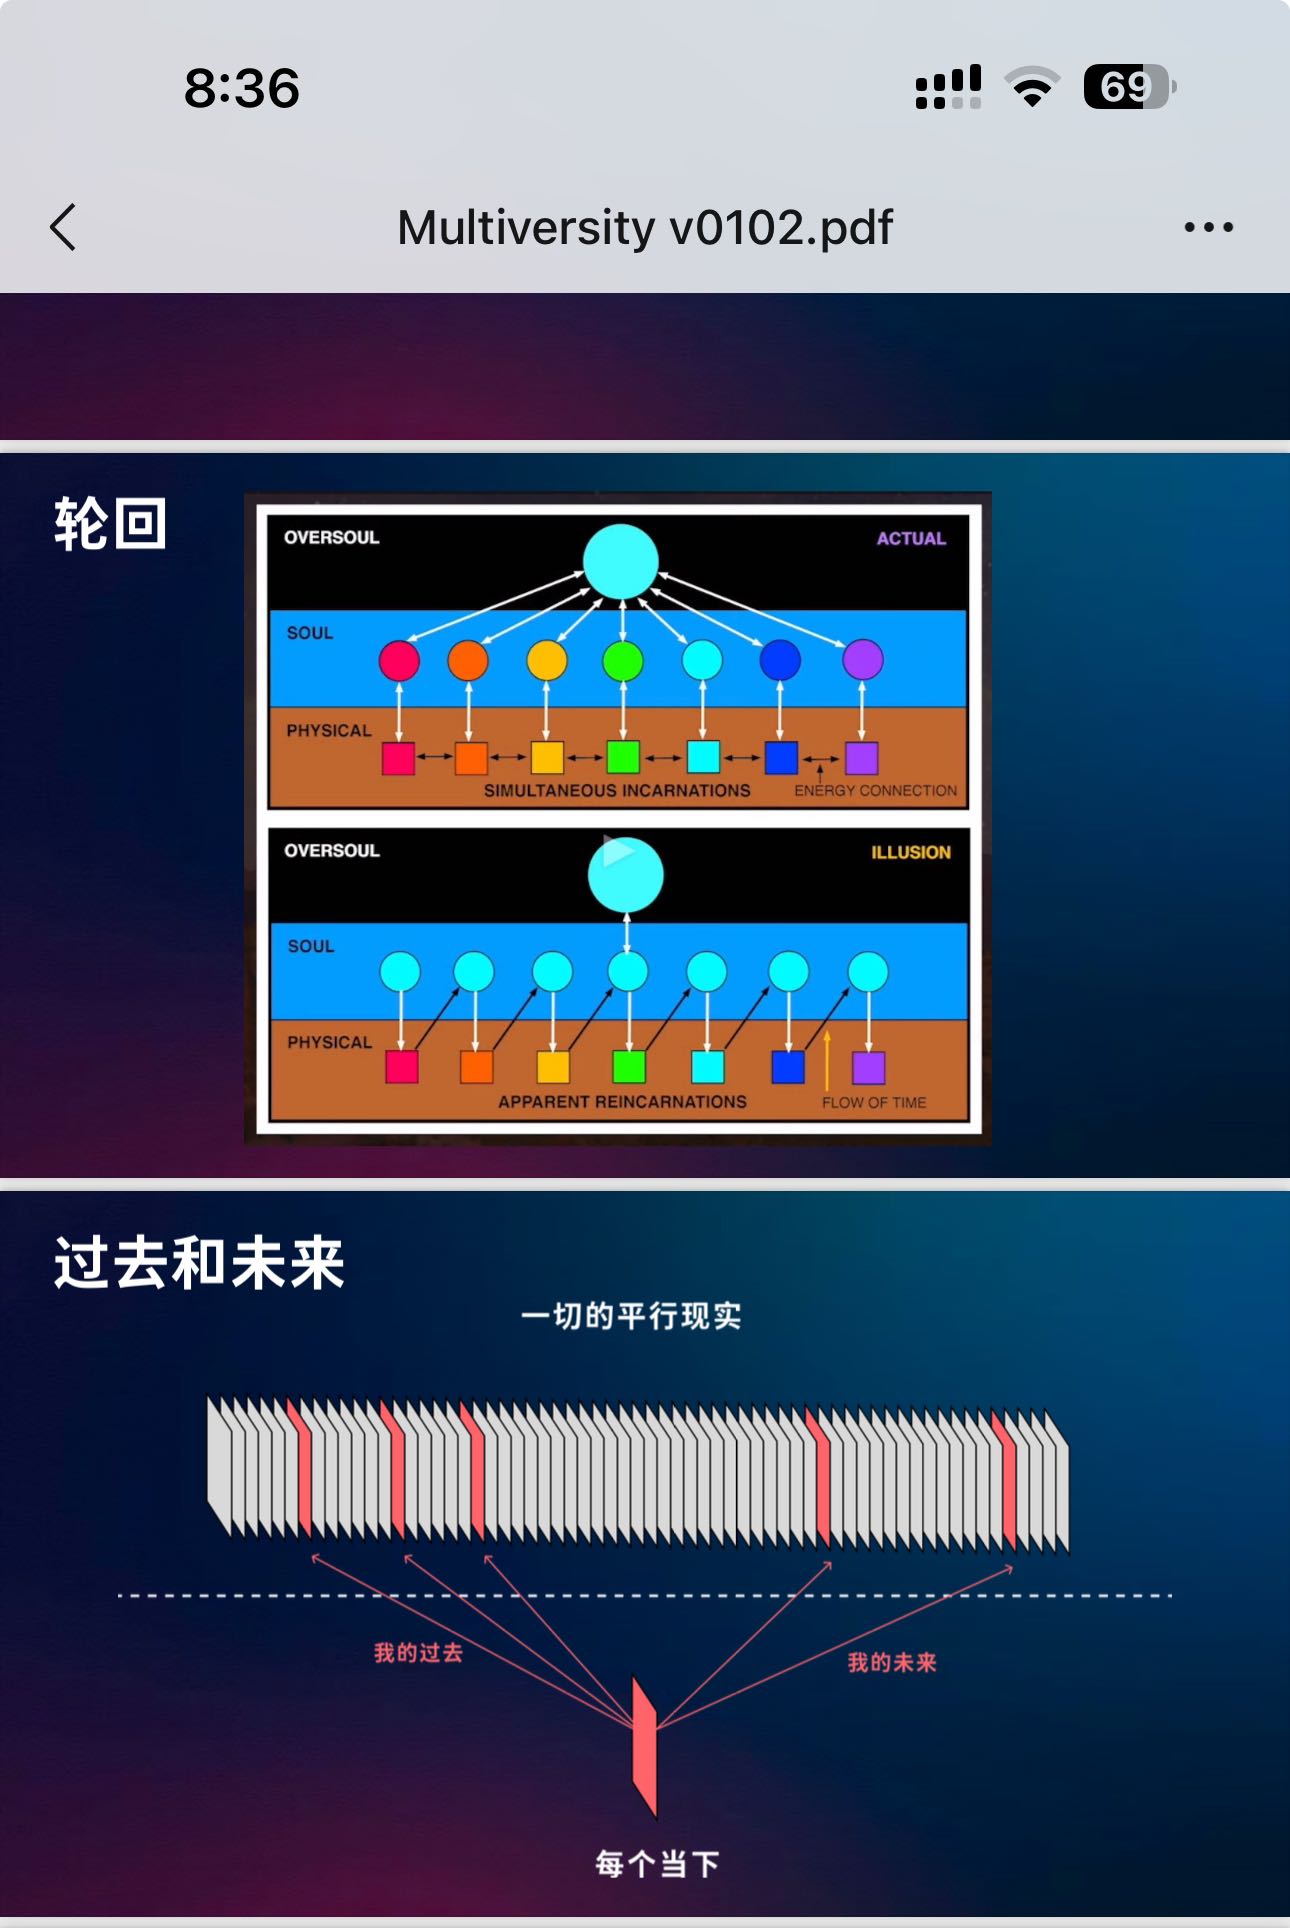 8:36
69
Multiversity v0102.pdf
轮回
OVERSOUL
ACTUAL
SOUL
PHYSICAL
SIMULTANEOUS INCARNATIONS
ENERGY CONNECTION
OVERSOUL
ILLUSION
SOUL
PHYSICAL
APPARENT REINCARNATIONS
FLOW OF TIME
过去和未来
一切的平行现实
我的过去
我的未来
每个当下